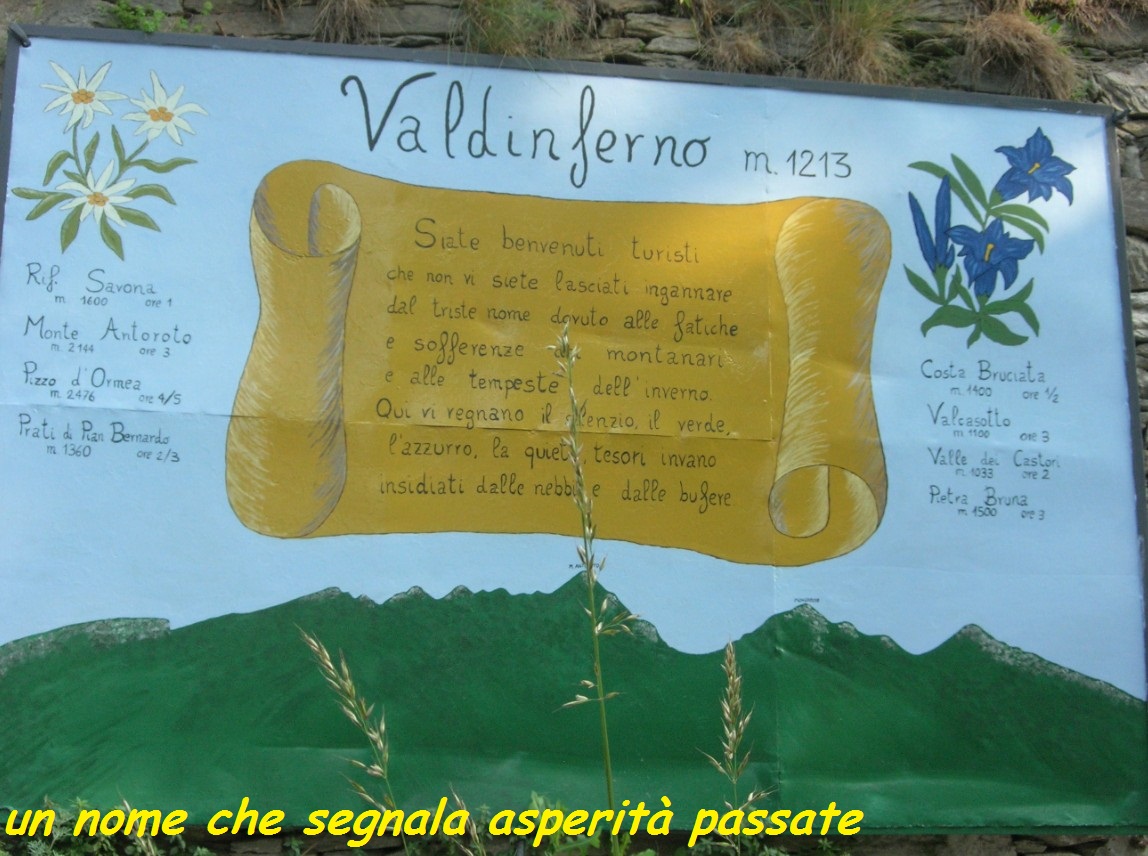 Valdinferno m. 1213
Siate benvenuti turisti
che non vi siete lasciati ingannare
dal triste nome dovuto alle fatiche
e sofferenze montanari
e alle tempeste dell'inverno.
Qui vi regnano il silenzio, il verde,
l'azzurro, la quiete, tesori invano
insidiati dalle nebbie e dalle bufere
Rif. Savona
m. 1600 ore 1
Monte Antoroto
m. 2144 ore 3
Pizzo d'Ormea
m. 2476 ore 4/5
Prati di Pian Bernardo
m. 1360 ore 2/3
Costa Bruciata
m. 1400 ore 1/2
Valcasotto
m. 1100 ore 3
Valle dei Castori
m. 1033 ore 2
Pietra Bruna
m. 1500 ore 3
un nome che segnala asperità passate